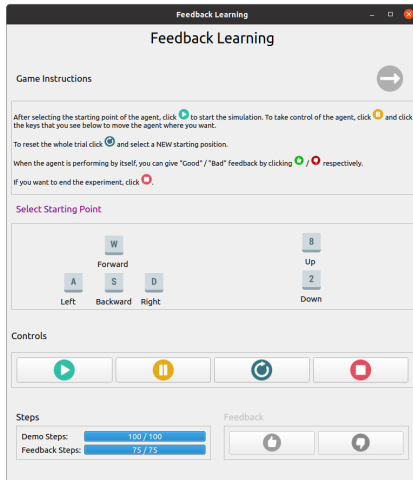 Feedback Learning
Feedback Learning
Game Instructions
After selecting the starting point of the agent, click to start the simulation. To take control of the agent, click and click
the keys that you see below to move the agent where you want.
To reset the whole trial click and select a NEW starting position.
When the agent is performing by itself, you can give "Good" / "Bad" feedback by clicking / respectively.
If you want to end the experiment, click .
Select Starting Point
W
8
Forward
Up
A S D
2
Left Backward Right
Down
Controls
Steps
Feedback
Demo Steps: 100 / 100
Feedback Steps: 75 / 75